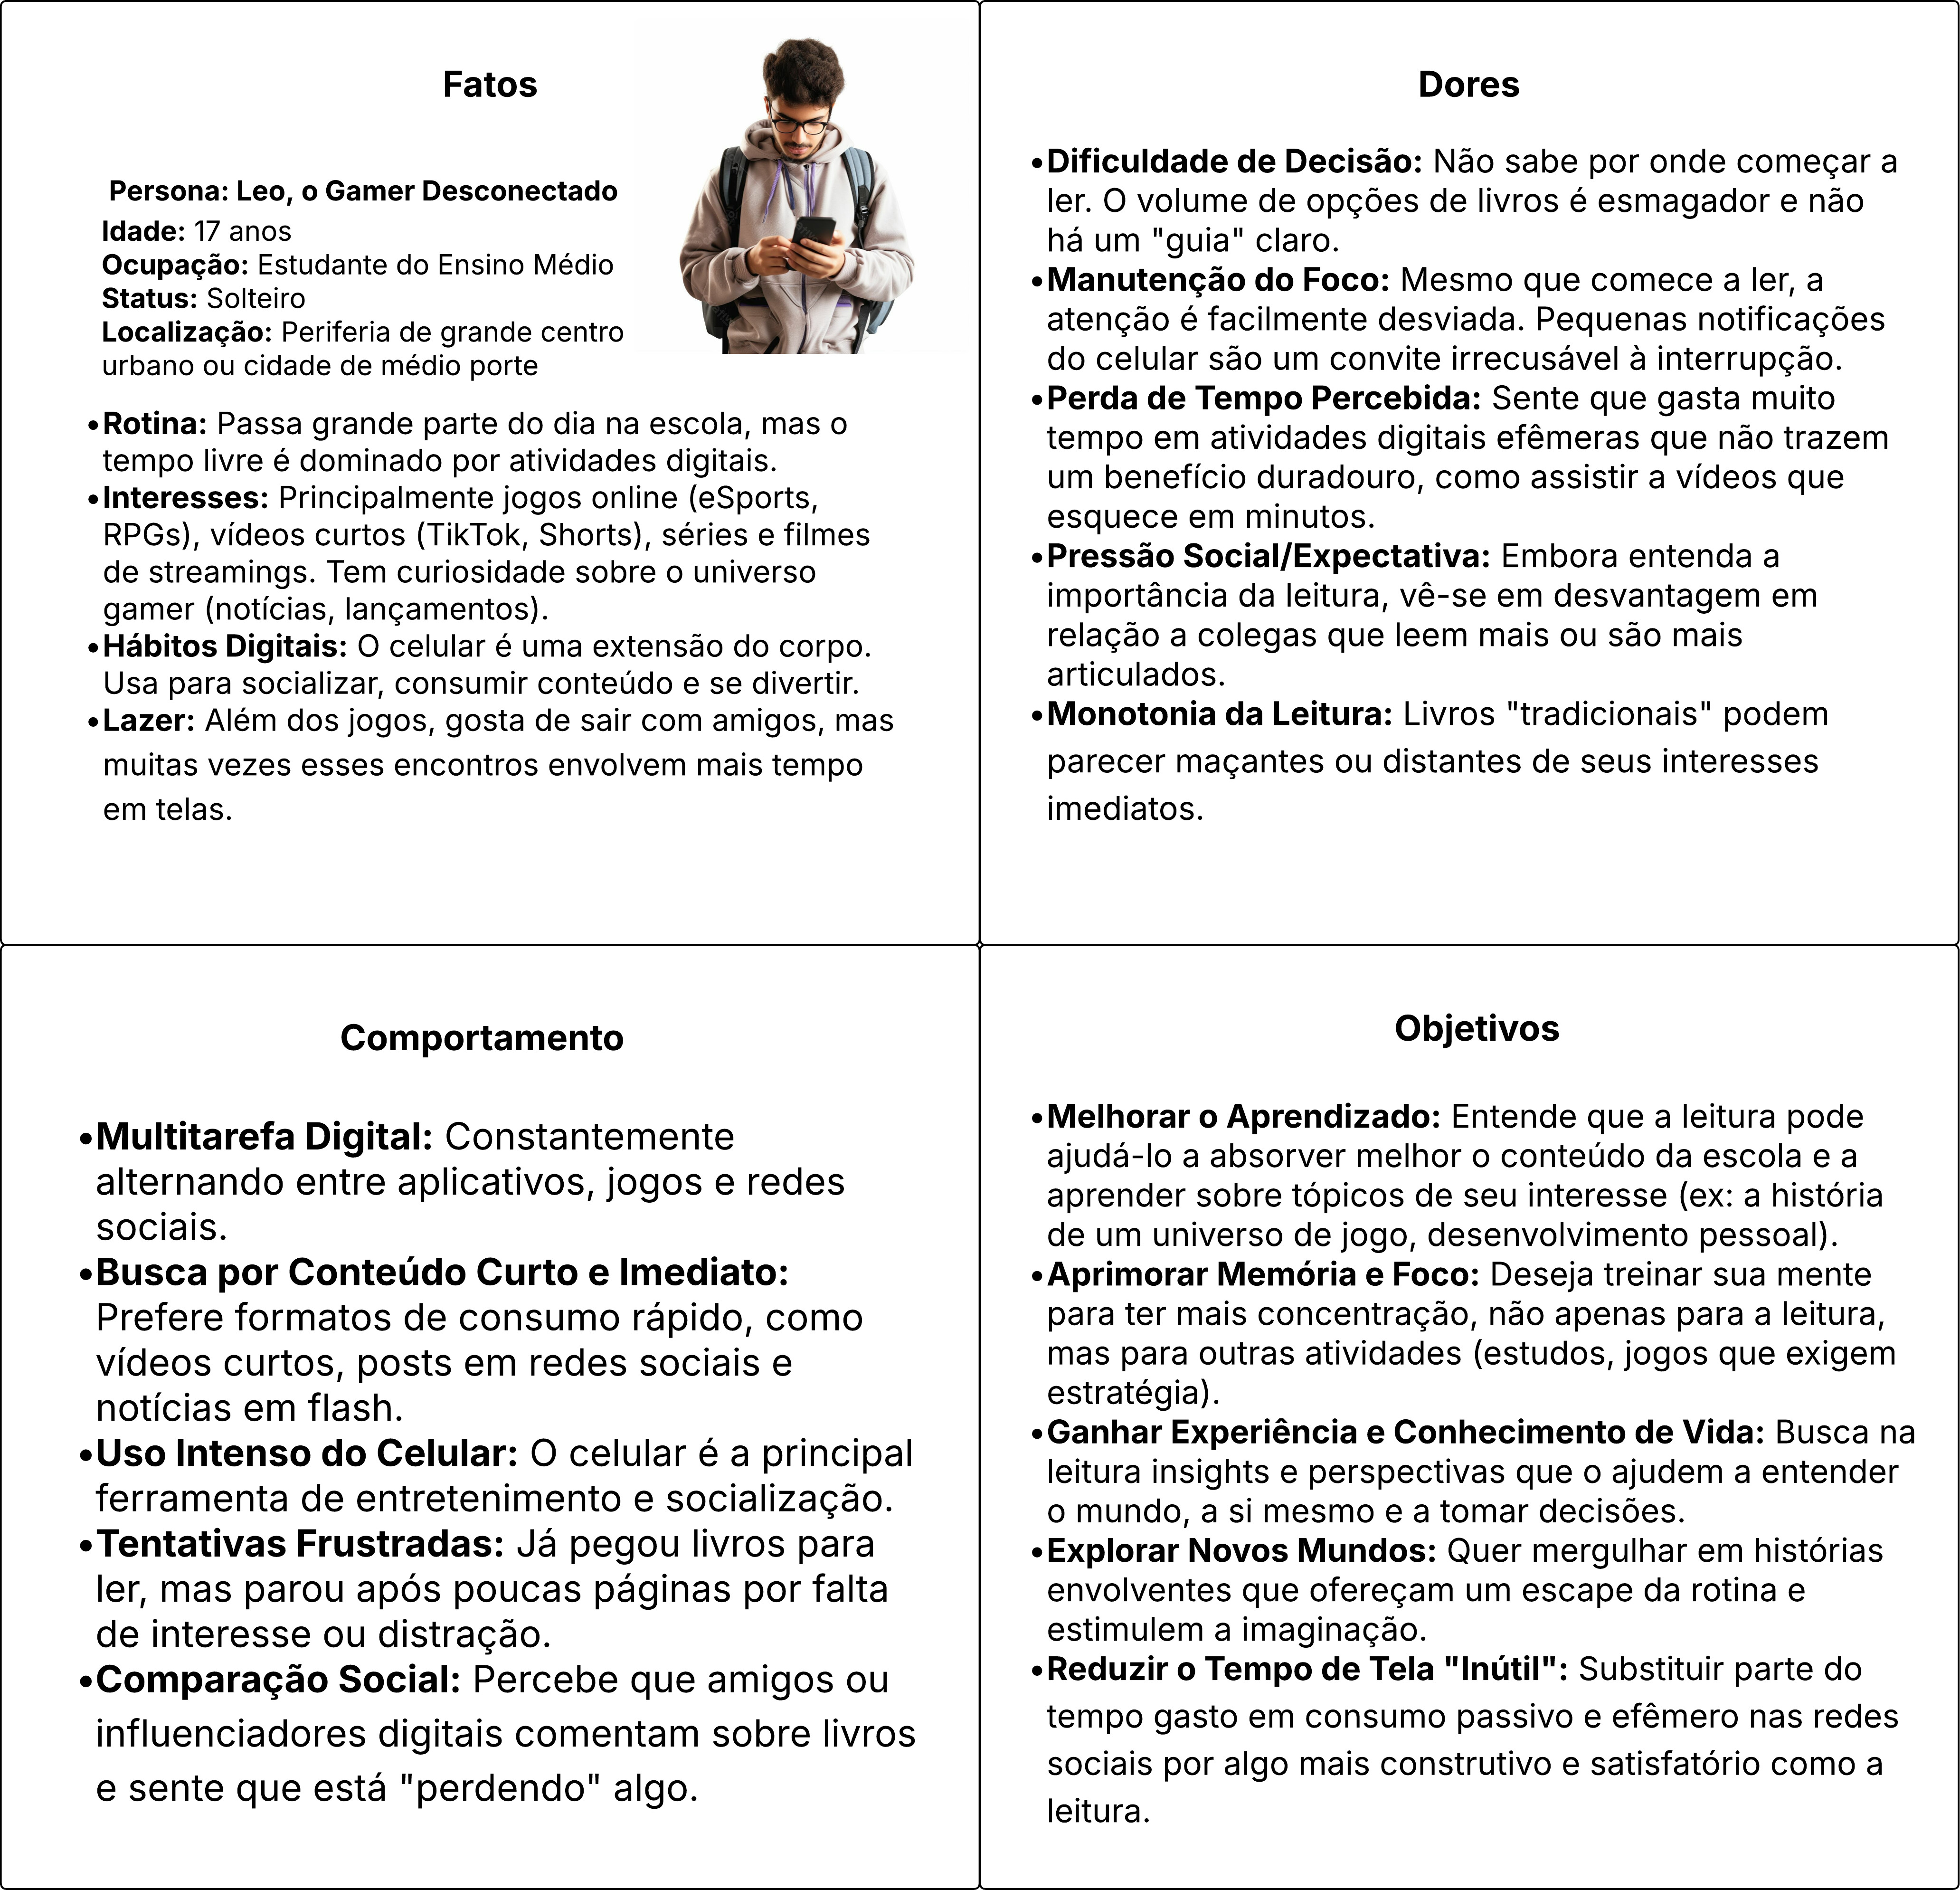 Fatos
Persona: Leo, o Gamer Desconectado
Idade: 17 anos
Ocupação: Estudante do Ensino Médio
Status: Solteiro
Localização: Periferia de grande centro
urbano ou cidade de médio porte
•Rotina: Passa grande parte do dia na escola, mas o
tempo livre é dominado por atividades digitais.
•Interesses: Principalmente jogos online (eSports,
RPGs), vídeos curtos (TikTok, Shorts), séries e filmes
de streamings. Tem curiosidade sobre o universo
gamer (notícias, lançamentos).
•Hábitos Digitais: O celular é uma extensão do corpo.
Usa para socializar, consumir conteúdo e se divertir.
•Lazer: Além dos jogos, gosta de sair com amigos, mas
muitas vezes esses encontros envolvem mais tempo
em telas.
Dores
•Dificuldade de Decisão: Não sabe por onde começar a
ler. O volume de opções de livros é esmagador e não
há um "guia" claro.
•Manutenção do Foco: Mesmo que comece a ler, a
atenção é facilmente desviada. Pequenas notificações
do celular são um convite irrecusável à interrupção.
•Perda de Tempo Percebida: Sente que gasta muito
tempo em atividades digitais efêmeras que não trazem
um benefício duradouro, como assistir a vídeos que
esquece em minutos.
•Pressão Social/Expectativa: Embora entenda a
importância da leitura, vê-se em desvantagem em
relação a colegas que leem mais ou são mais
articulados.
•Monotonia da Leitura: Livros "tradicionais" podem
parecer maçantes ou distantes de seus interesses
imediatos.
Comportamento
•Multitarefa Digital: Constantemente
alternando entre aplicativos, jogos e redes
sociais.
•Busca por Conteúdo Curto e Imediato:
Prefere formatos de consumo rápido, como
vídeos curtos, posts em redes sociais e
notícias em flash.
•Uso Intenso do Celular: O celular é a principal
ferramenta de entretenimento e socialização.
•Tentativas Frustradas: Já pegou livros para
ler, mas parou após poucas páginas por falta
de interesse ou distração.
•Comparação Social: Percebe que amigos ou
influenciadores digitais comentam sobre livros
e sente que está "perdendo" algo.
Objetivos
•Melhorar o Aprendizado: Entende que a leitura pode
ajudá-lo a absorver melhor o conteúdo da escola e a
aprender sobre tópicos de seu interesse (ex: a história
de um universo de jogo, desenvolvimento pessoal).
•Aprimorar Memória e Foco: Deseja treinar sua mente
para ter mais concentração, não apenas para a leitura,
mas para outras atividades (estudos, jogos que exigem
estratégia).
•Ganhar Experiência e Conhecimento de Vida: Busca na
leitura insights e perspectivas que o ajudem a entender
o mundo, a si mesmo e a tomar decisões.
•Explorar Novos Mundos: Quer mergulhar em histórias
envolventes que ofereçam um escape da rotina e
estimulem a imaginação.
•Reduzir o Tempo de Tela "Inútil": Substituir parte do
tempo gasto em consumo passivo e efêmero nas redes
sociais por algo mais construtivo e satisfatório como a
leitura.